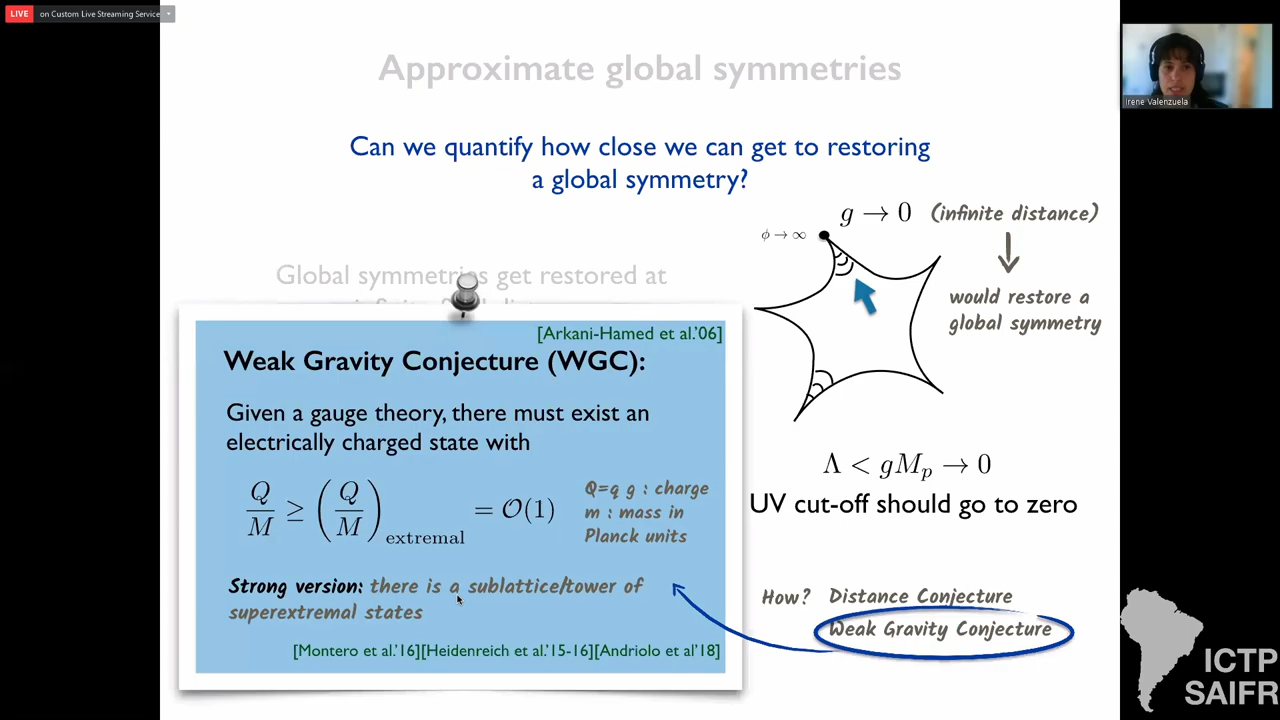 LIVE on Custom Live Streaming Service
Approximate global symmetries
Can we quantify how close we can get to restoring
a global symmetry?
g → 0 (infinite distance)
ϕ → ∞
would restore a
global symmetry
Global symmetries get restored at
[Arkani-Hamed et al.'06]
Weak Gravity Conjecture (WGC):
Given a gauge theory, there must exist an
electrically charged state with
Q/M ≥ (Q/M)extremal = O(1)
Q=q g : charge
m : mass in
Planck units
Strong version: there is a sublattice/tower of
superextremal states
[Montero et al.'16][Heidenreich et al.'15-16][Andriolo et al'18]
Λ < gMp → 0
UV cut-off should go to zero
How? Distance Conjecture
Weak Gravity Conjecture
Irene Valenzuela
ICTP
SAIFR